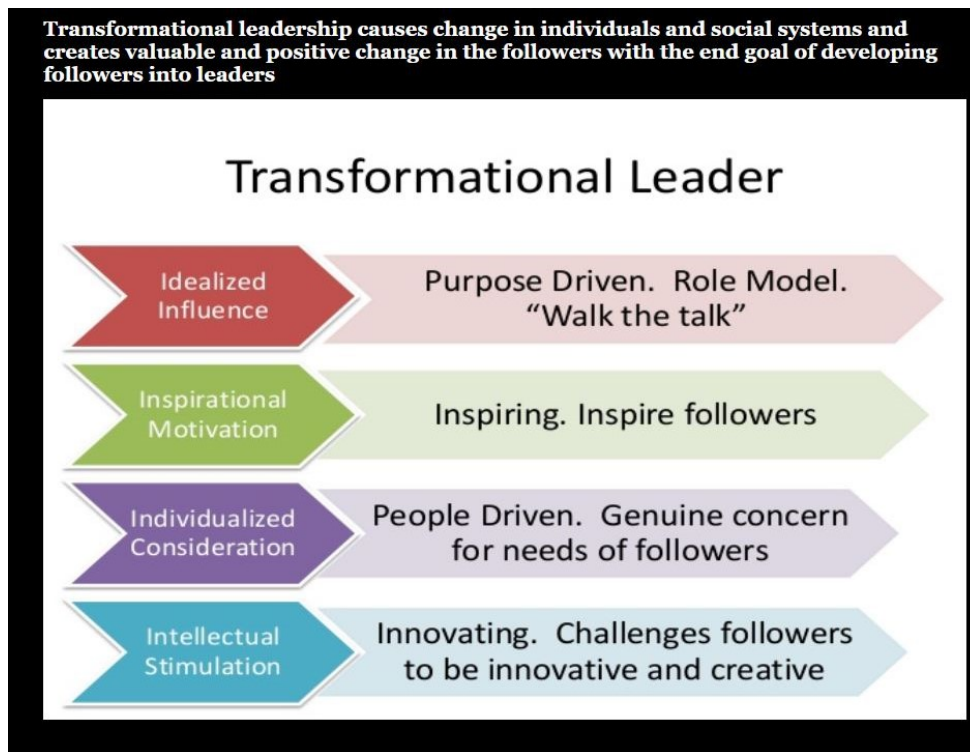 Transformational leadership causes change in individuals and social systems and
creates valuable and positive change in the followers with the end goal of developing
followers into leaders
Transformational Leader
Idealized
Influence
Purpose Driven. Role Model.
“Walk the talk”
Inspirational
Motivation
Inspiring. Inspire followers
Individualized
Consideration
People Driven. Genuine concern
for needs of followers
Intellectual
Stimulation
Innovating. Challenges followers
to be innovative and creative